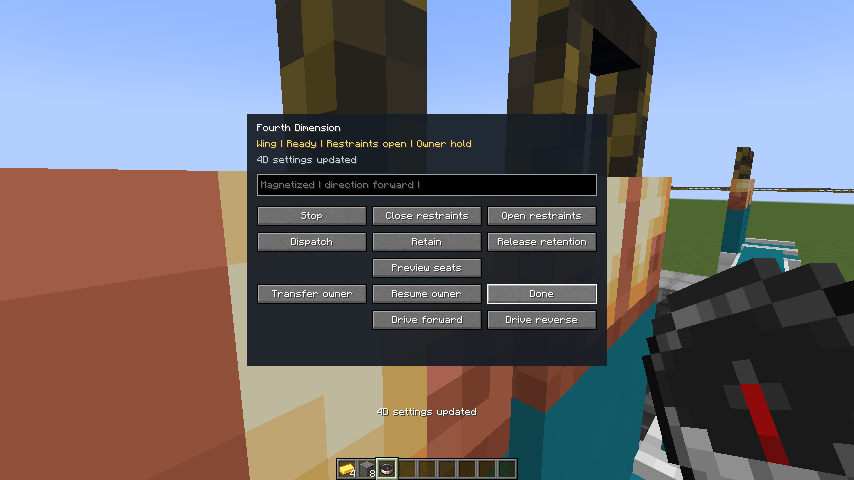 Fourth Dimension
Wing | Ready | Restraints open | Owner hold
4D settings updated
Magnetized | direction forward |
Stop
Close restraints
Open restraints
Dispatch
Retain
Release retention
Preview seats
Transfer owner
Resume owner
Done
Drive forward
Drive reverse
4D settings updated
4
8